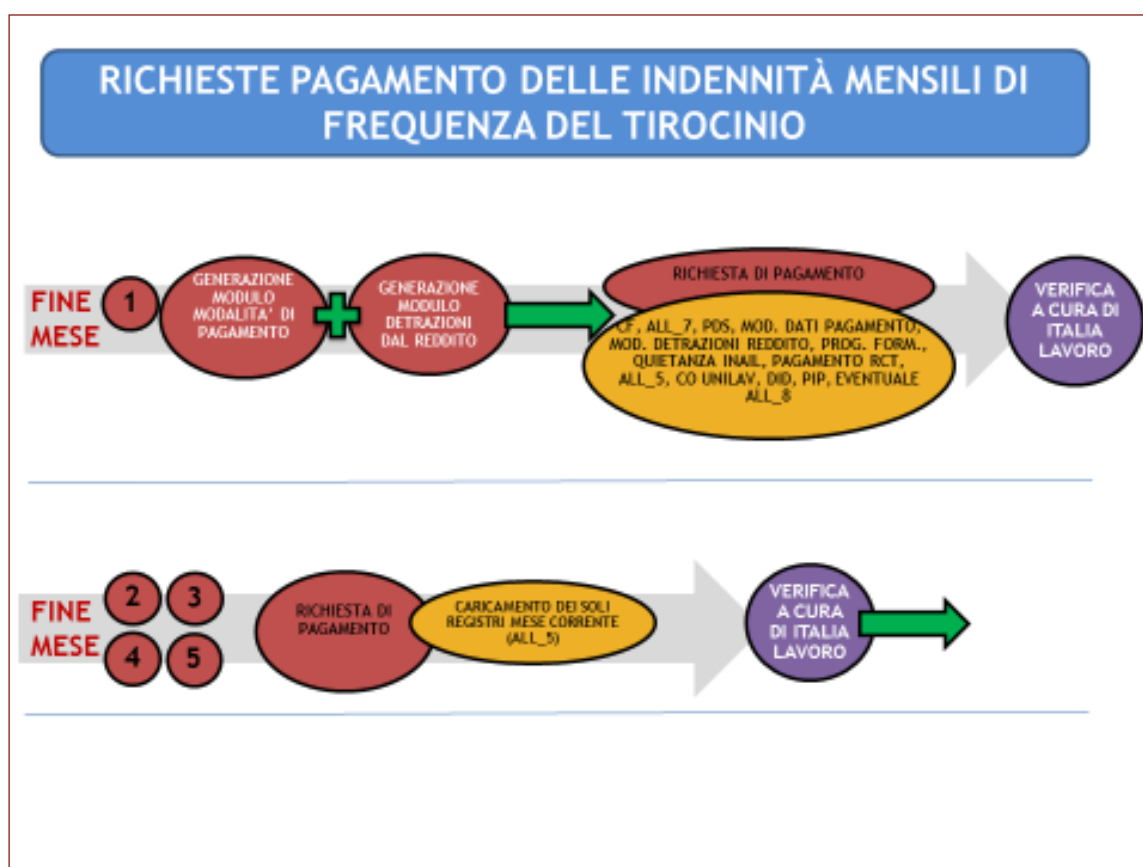 RICHIESTE PAGAMENTO DELLE INDENNITÀ MENSILI DI
FREQUENZA DEL TIROCINIO
FINE
MESE
1
GENERAZIONE
MODULO
MODALITA' DI
PAGAMENTO
GENERAZIONE
MODULO
DETRAZIONI
DAL REDDITO
RICHIESTA DI PAGAMENTO
CF, ALL_7, PDS, MOD. DATI PAGAMENTO,
MOD. DETRAZIONI REDDITO, PROG. FORM.,
QUIETANZA INAIL, PAGAMENTO RCT,
ALL_5, CO UNILAV, DID, PIP, EVENTUALE
ALL_8
VERIFICA
A CURA DI
ITALIA
LAVORO
FINE
MESE
2
3
4
5
RICHIESTA DI
PAGAMENTO
CARICAMENTO DEI SOLI
REGISTRI MESE CORRENTE
(ALL_5)
VERIFICA
A CURA
DI ITALIA
LAVORO